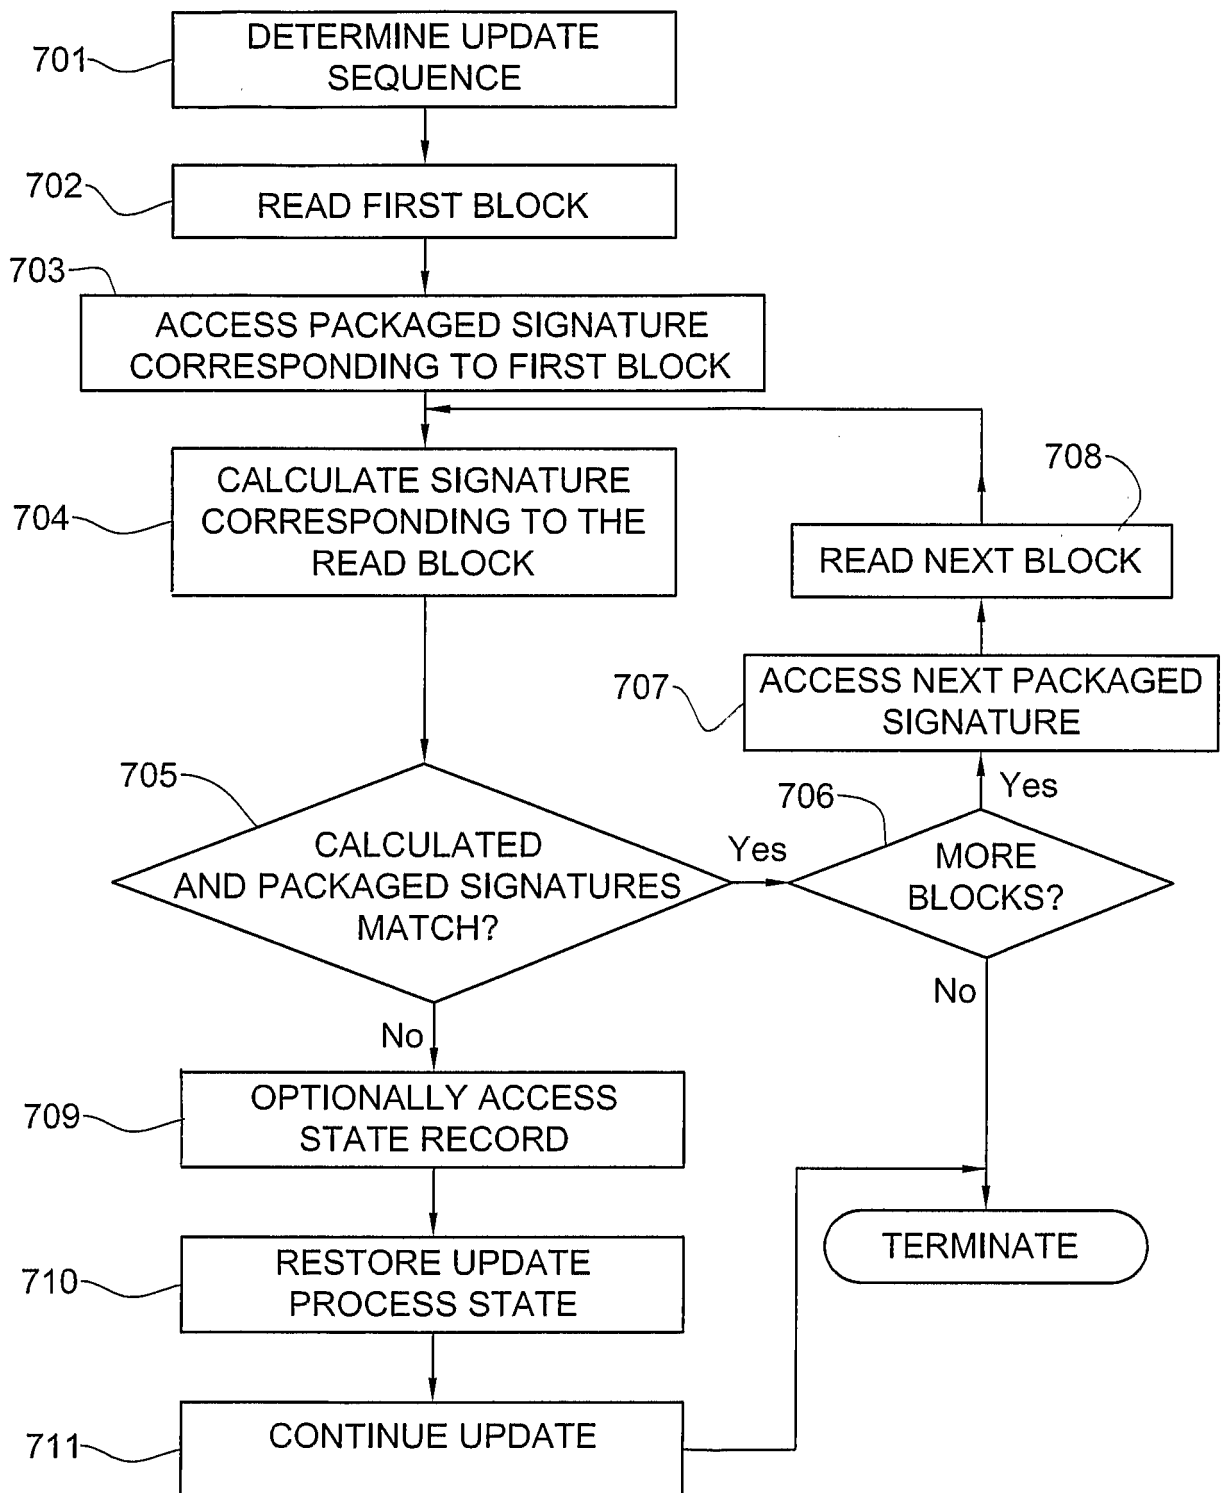 701
DETERMINE UPDATE
SEQUENCE
702
READ FIRST BLOCK
703
ACCESS PACKAGED SIGNATURE
CORRESPONDING TO FIRST BLOCK
704
CALCULATE SIGNATURE
CORRESPONDING TO THE
READ BLOCK
708
READ NEXT BLOCK
707
ACCESS NEXT PACKAGED
SIGNATURE
705
CALCULATED
AND PACKAGED SIGNATURES
MATCH?
Yes
706
MORE
BLOCKS?
Yes
No
No
709
OPTIONALLY ACCESS
STATE RECORD
710
RESTORE UPDATE
PROCESS STATE
TERMINATE
711
CONTINUE UPDATE